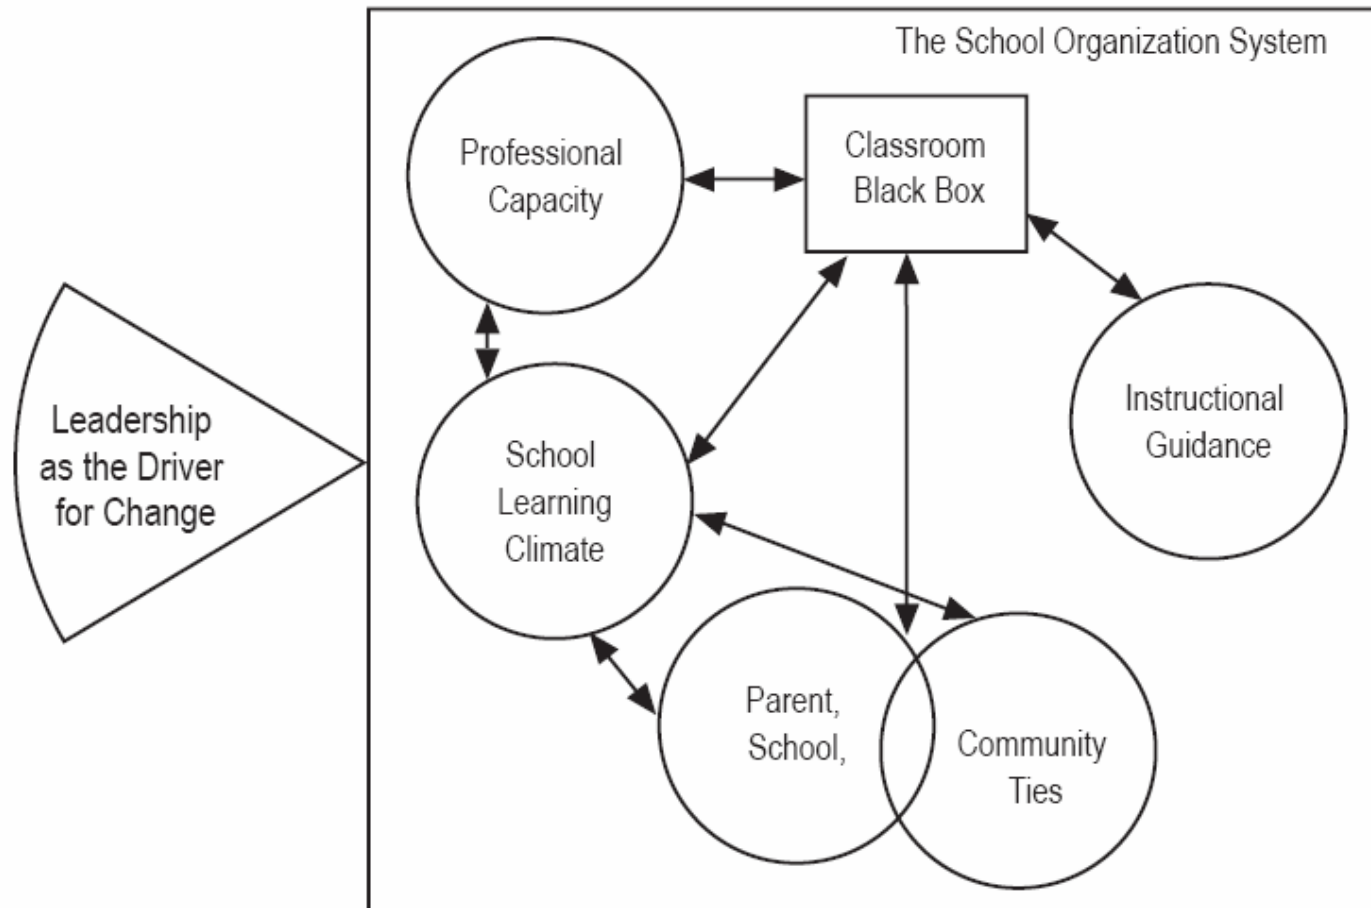 The School Organization System
Professional
Capacity
Classroom
Black Box
Leadership
as the Driver
for Change
School
Learning
Climate
Instructional
Guidance
Parent,
School,
Community
Ties